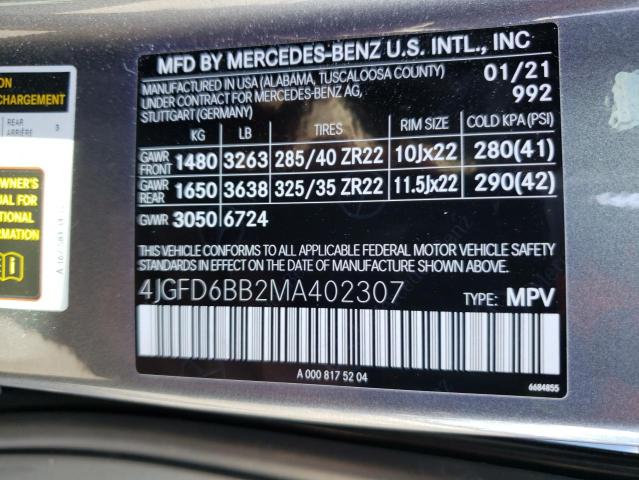 MFD BY MERCEDES-BENZ U.S. INTL., INC
MANUFACTURED IN USA (ALABAMA, TUSCALOOSA COUNTY) 01/21
UNDER CONTRACT FOR MERCEDES-BENZ AG, 992
STUTTGART (GERMANY)
KG LB TIRES RIM SIZE COLD KPA (PSI)
GAWR FRONT 1480 3263 285/40 ZR22 10Jx22 280(41)
GAWR REAR 1650 3638 325/35 ZR22 11.5Jx22 290(42)
GVWR 3050 6724
THIS VEHICLE CONFORMS TO ALL APPLICABLE FEDERAL MOTOR VEHICLE SAFETY
STANDARDS IN EFFECT ON THE DATE OF MANUFACTURE SHOWN ABOVE.
4JGFD6BB2MA402307 TYPE: MPV
A 000 817 52 04
6684855
ON
CHARGEMENT
REAR
ARRIÈRE 3
WNER'S
UAL FOR
TIONAL
RMATION